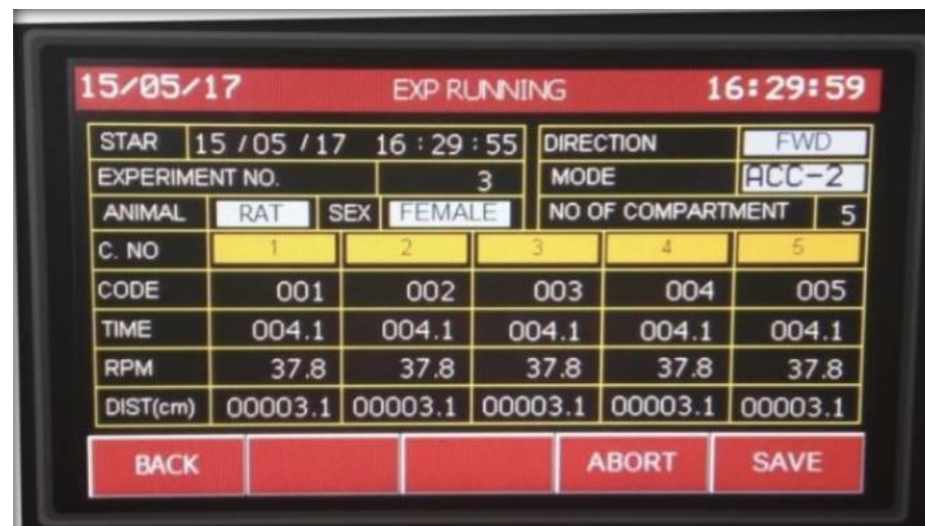 15/05/17 EXP RUNNING 16:29:59
STAR 15 / 05 / 17 16 : 29 : 55 DIRECTION FWD
EXPERIMENT NO. 3 MODE ACC-2
ANIMAL RAT SEX FEMALE NO OF COMPARTMENT 5
C. NO 1 2 3 4 5
CODE 001 002 003 004 005
TIME 004.1 004.1 004.1 004.1 004.1
RPM 37.8 37.8 37.8 37.8 37.8
DIST(cm) 00003.1 00003.1 00003.1 00003.1 00003.1
BACK ABORT SAVE